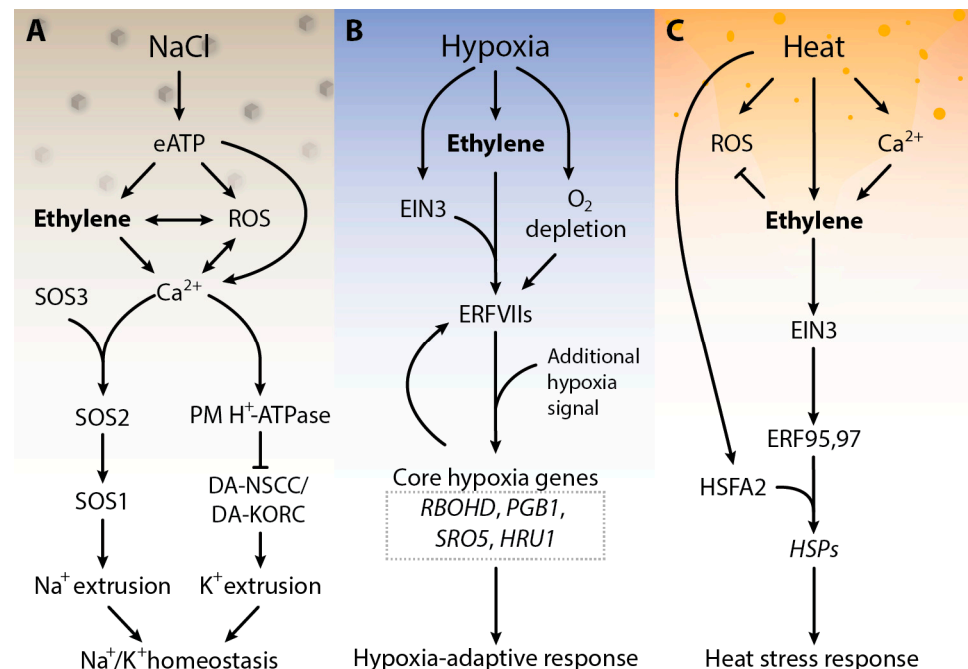 A
NaCl
eATP
Ethylene
ROS
Ca²⁺
SOS3
SOS2
PM H⁺-ATPase
SOS1
DA-NSCC/
DA-KORC
Na⁺ extrusion
K⁺ extrusion
Na⁺/K⁺homeostasis
B
Hypoxia
Ethylene
EIN3
O₂
depletion
ERFVIIs
Additional
hypoxia
signal
Core hypoxia genes
RBOHD, PGB1,
SRO5, HRU1
Hypoxia-adaptive response
C
Heat
ROS
Ca²⁺
Ethylene
EIN3
ERF95,97
HSFA2
HSPs
Heat stress response